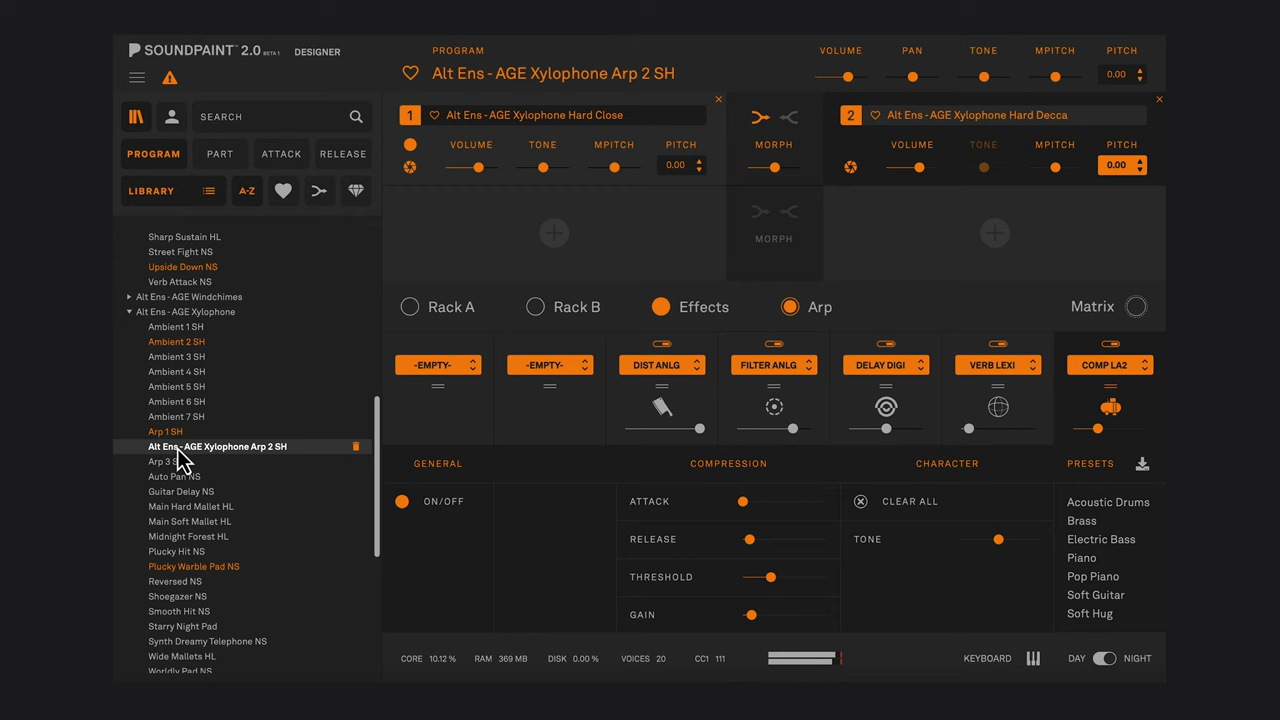 SOUNDPAINT™ 2.0 BETA 1 DESIGNER
PROGRAM
Alt Ens - AGE Xylophone Arp 2 SH
VOLUME PAN TONE MPITCH PITCH
0.00
SEARCH
PROGRAM PART ATTACK RELEASE
LIBRARY A-Z
Sharp Sustain HL
Street Fight NS
Upside Down NS
Verb Attack NS
Alt Ens - AGE Windchimes
Alt Ens - AGE Xylophone
Ambient 1 SH
Ambient 2 SH
Ambient 3 SH
Ambient 4 SH
Ambient 5 SH
Ambient 6 SH
Ambient 7 SH
Arp 1 SH
Alt Ens - AGE Xylophone Arp 2 SH
Arp 3 S
Auto Pan NS
Guitar Delay NS
Main Hard Mallet HL
Main Soft Mallet HL
Midnight Forest HL
Plucky Hit NS
Plucky Warble Pad NS
Reversed NS
Shoegazer NS
Smooth Hit NS
Starry Night Pad
Synth Dreamy Telephone NS
Wide Mallets HL
Worldly Pad NS
1 Alt Ens - AGE Xylophone Hard Close
VOLUME TONE MPITCH PITCH
0.00
MORPH
2 Alt Ens - AGE Xylophone Hard Decca
VOLUME TONE MPITCH PITCH
0.00
MORPH
Rack A Rack B Effects Arp Matrix
-EMPTY- -EMPTY- DIST ANLG FILTER ANLG DELAY DIGI VERB LEXI COMP LA2
GENERAL COMPRESSION CHARACTER PRESETS
ON/OFF
ATTACK
RELEASE
THRESHOLD
GAIN
CLEAR ALL
TONE
Acoustic Drums
Brass
Electric Bass
Piano
Pop Piano
Soft Guitar
Soft Hug
CORE 10.12 % RAM 369 MB DISK 0.00 % VOICES 20 CC1 111 KEYBOARD DAY NIGHT